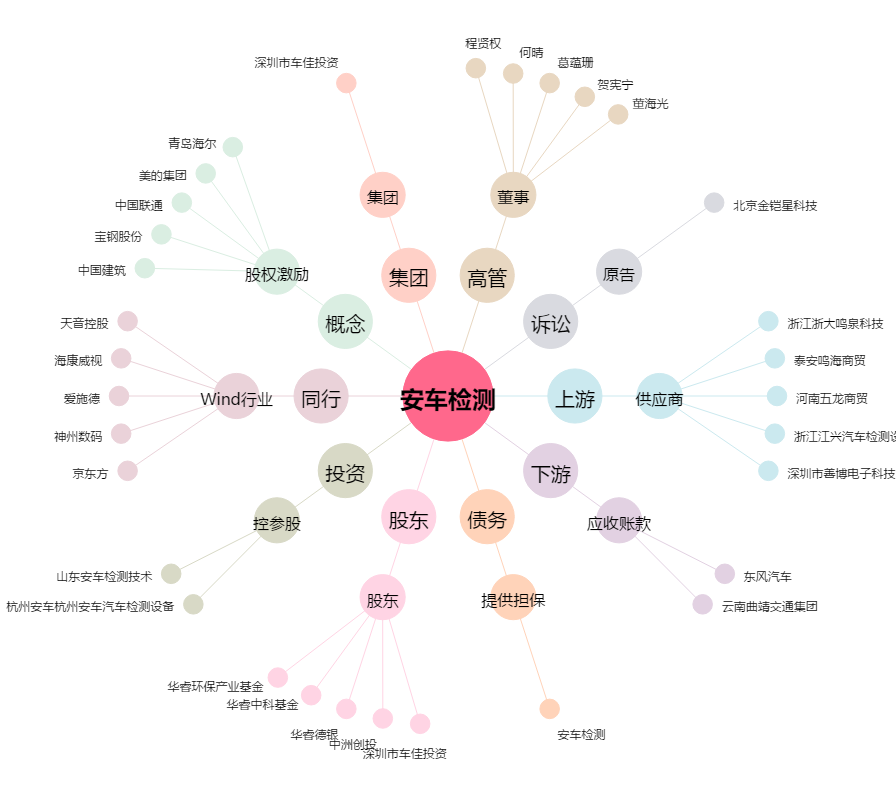 程贤权
何晴
葛蕴珊
贺宪宁
董海光
深圳市车佳投资
青岛海尔
美的集团
中国联通
宝钢股份
中国建筑
集团
董事
北京金铠星科技
股权激励
集团
高管
原告
概念
诉讼
天音控股
海康威视
爱施德
神州数码
京东方
Wind行业
同行
安车检测
上游
供应商
浙江浙大鸣泉科技
泰安鸣海商贸
河南五龙商贸
浙江江兴汽车检测设
深圳市善博电子科技
投资
下游
控参股
股东
债务
应收账款
山东安车检测技术
杭州安车杭州安车汽车检测设备
东风汽车
云南曲靖交通集团
股东
提供担保
华睿环保产业基金
华睿中科基金
华睿德银
中洲创投
深圳市车佳投资
安车检测